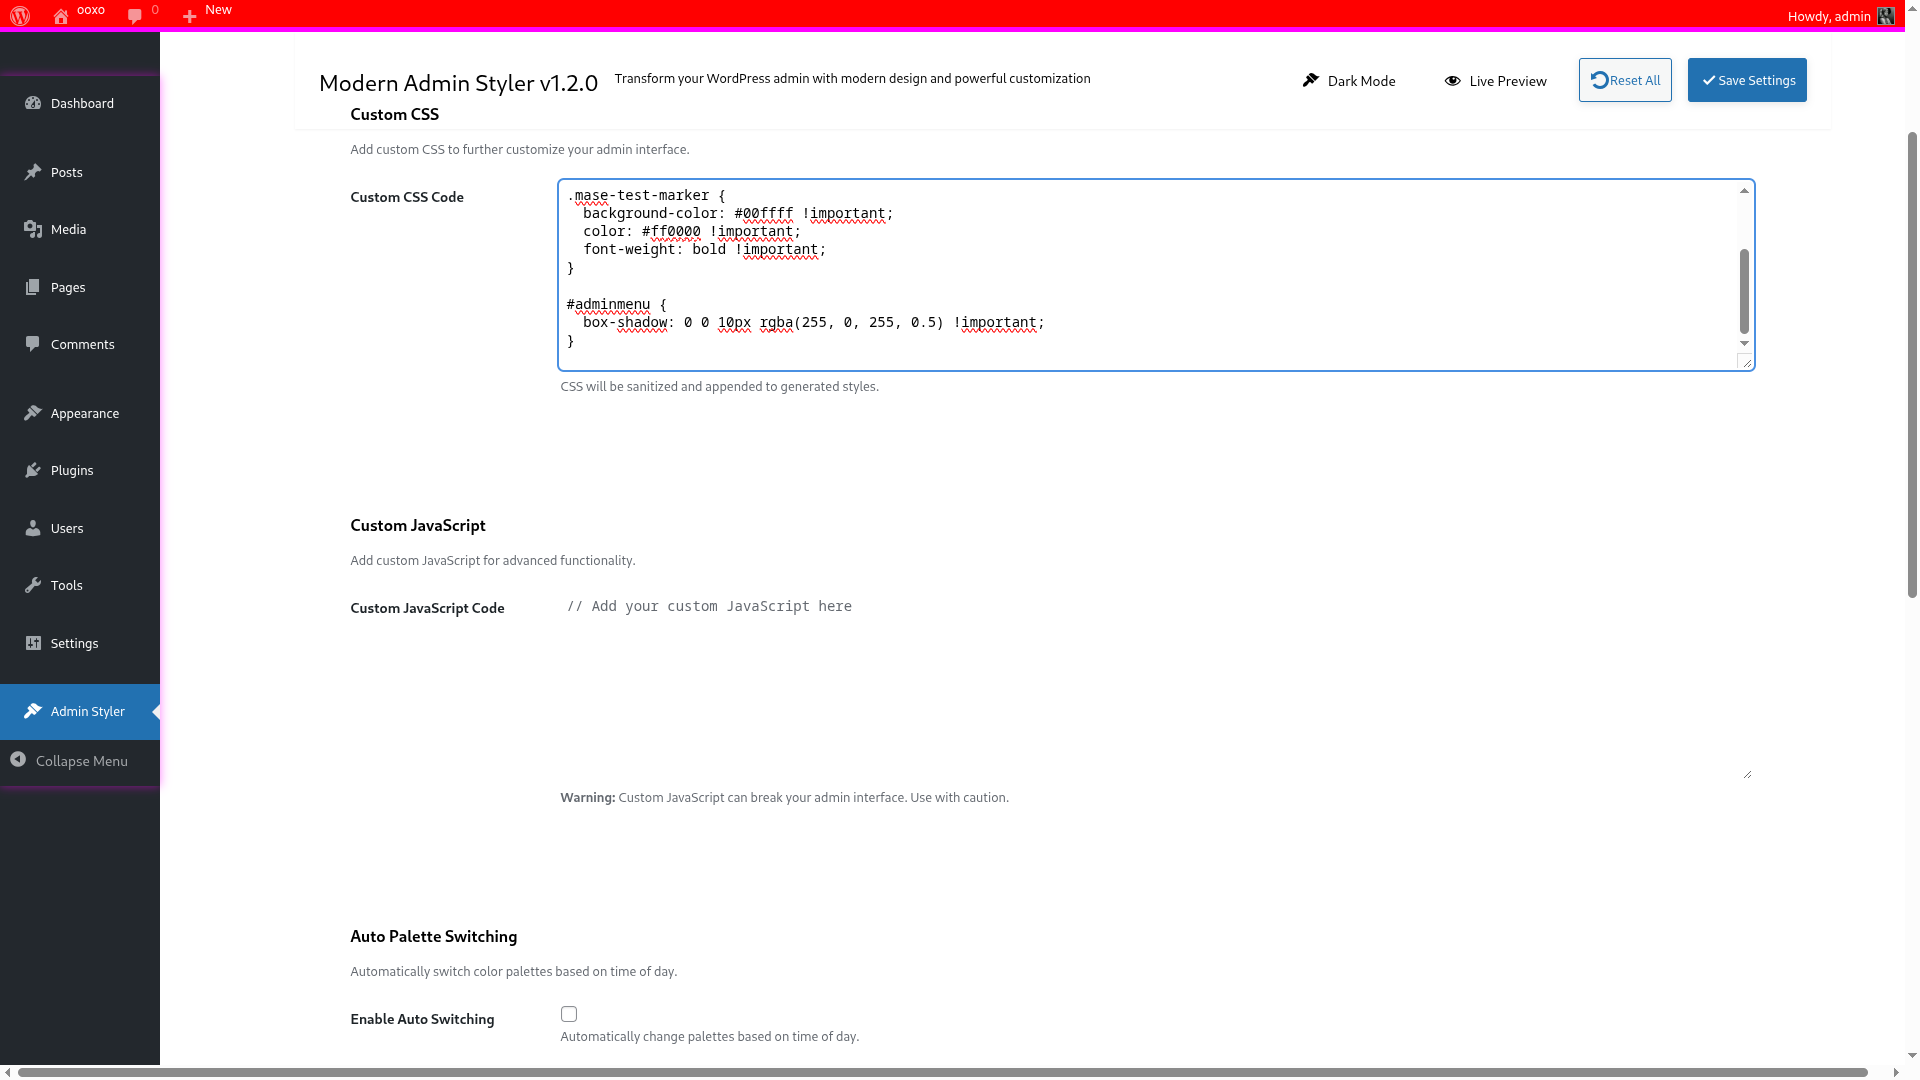 ooxo
0
New
Howdy, admin
Modern Admin Styler v1.2.0
Transform your WordPress admin with modern design and powerful customization
Dark Mode
Live Preview
Reset All
Save Settings
Dashboard
Posts
Media
Pages
Comments
Appearance
Plugins
Users
Tools
Settings
Admin Styler
Collapse Menu
Custom CSS
Add custom CSS to further customize your admin interface.
Custom CSS Code
.mase-test-marker {
  background-color: #00ffff !important;
  color: #ff0000 !important;
  font-weight: bold !important;
}
#adminmenu {
  box-shadow: 0 0 10px rgba(255, 0, 255, 0.5) !important;
}
CSS will be sanitized and appended to generated styles.
Custom JavaScript
Add custom JavaScript for advanced functionality.
Custom JavaScript Code
// Add your custom JavaScript here
Warning: Custom JavaScript can break your admin interface. Use with caution.
Auto Palette Switching
Automatically switch color palettes based on time of day.
Enable Auto Switching
Automatically change palettes based on time of day.